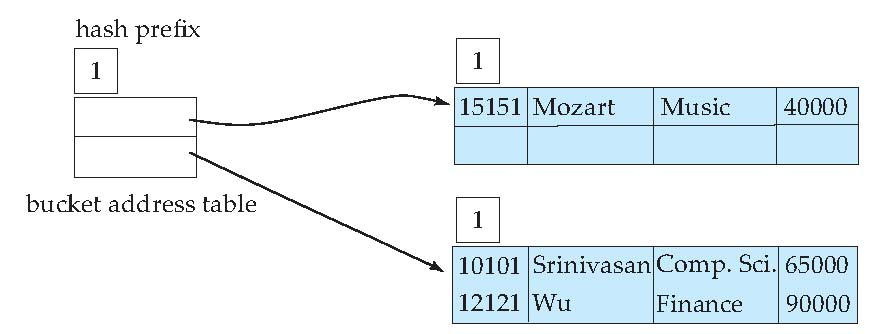 hash prefix
1
bucket address table
1
15151 Mozart Music 40000
1
10101 Srinivasan Comp. Sci. 65000
12121 Wu Finance 90000